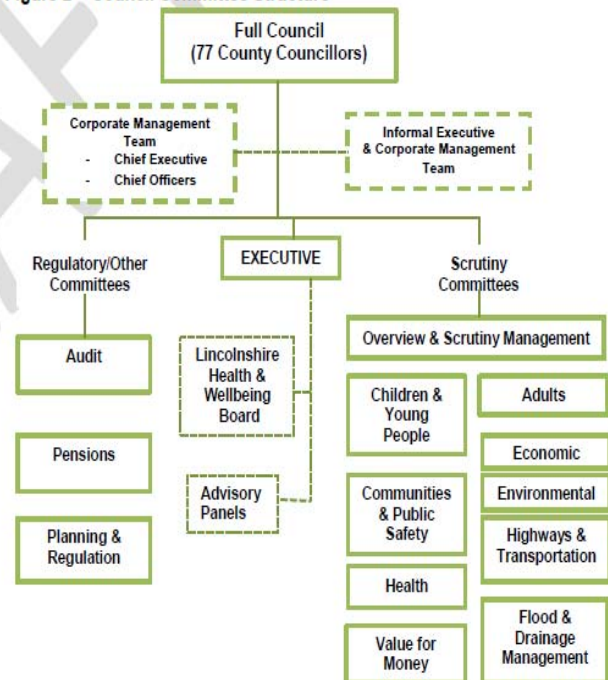 Full Council
(77 County Councillors)
Corporate Management
Team
- Chief Executive
- Chief Officers
Informal Executive
& Corporate Management
Team
Regulatory/Other
Committees
EXECUTIVE
Scrutiny
Committees
Audit
Pensions
Planning &
Regulation
Lincolnshire
Health &
Wellbeing
Board
Advisory
Panels
Overview & Scrutiny Management
Children &
Young
People
Adults
Economic
Communities
& Public
Safety
Environmental
Highways &
Transportation
Health
Flood &
Drainage
Management
Value for
Money